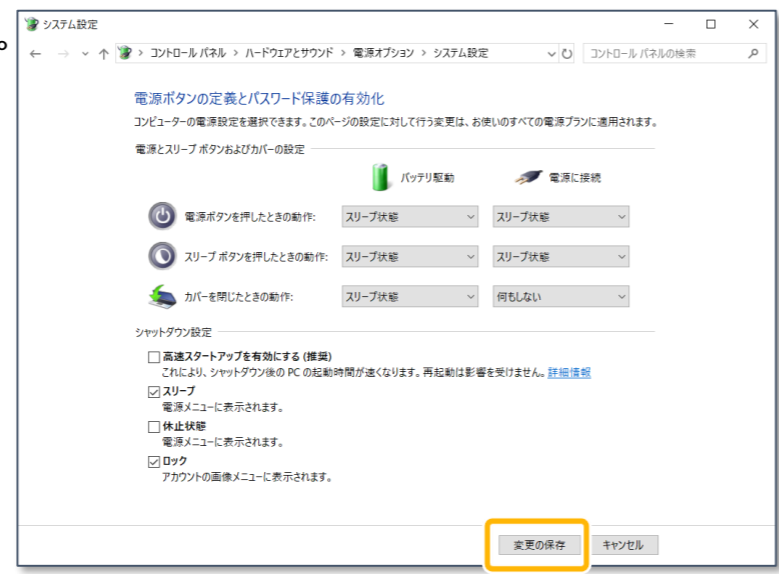 システム設定
コントロール パネル > ハードウェアとサウンド > 電源オプション > システム設定
コントロール パネルの検索
電源ボタンの定義とパスワード保護の有効化
コンピューターの電源設定を選択できます。このページの設定に対して行う変更は、お使いのすべての電源プランに適用されます。
電源とスリープ ボタンおよびカバーの設定
バッテリ駆動 電源に接続
電源ボタンを押したときの動作: スリープ状態 スリープ状態
スリープ ボタンを押したときの動作: スリープ状態 スリープ状態
カバーを閉じたときの動作: スリープ状態 何もしない
シャットダウン設定
高速スタートアップを有効にする (推奨)
これにより、シャットダウン後の PC の起動時間が速くなります。再起動は影響を受けません。詳細情報
スリープ
電源メニューに表示されます。
休止状態
電源メニューに表示されます。
ロック
アカウントの画像メニューに表示されます。
変更の保存 キャンセル